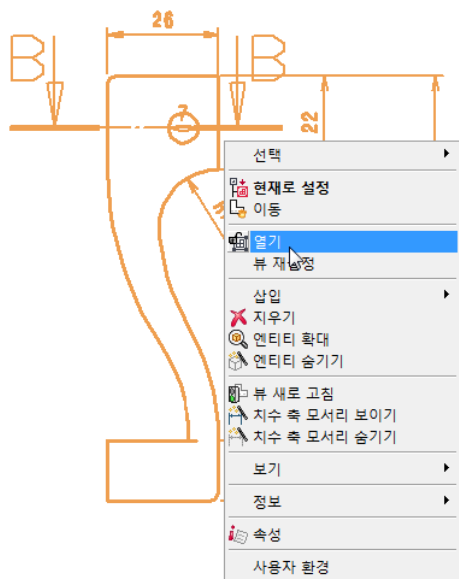 26
B
B
7
22
선택
현재로 설정
이동
열기
뷰 재설정
삽입
지우기
엔티티 확대
엔티티 숨기기
뷰 새로 고침
치수 축 모서리 보이기
치수 축 모서리 숨기기
보기
정보
속성
사용자 환경